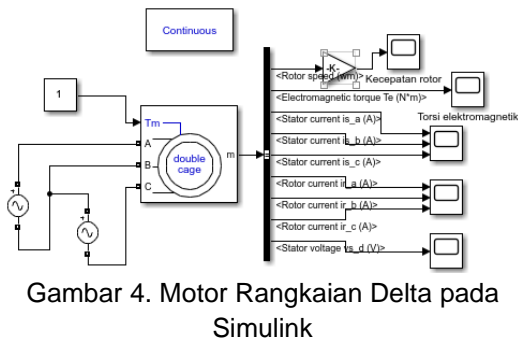 Continuous
1
Tm
A
B
C
double
cage
m
-K-
<Rotor speed (wm)>
Kecepatan rotor
<Electromagnetic torque Te (N*m)>
Torsi elektromagnetik
<Stator current is_a (A)>
<Stator current is_b (A)>
<Stator current is_c (A)>
<Rotor current ir_a (A)>
<Rotor current ir_b (A)>
<Rotor current ir_c (A)>
<Stator voltage vs_d (V)>
Gambar 4. Motor Rangkaian Delta pada
Simulink